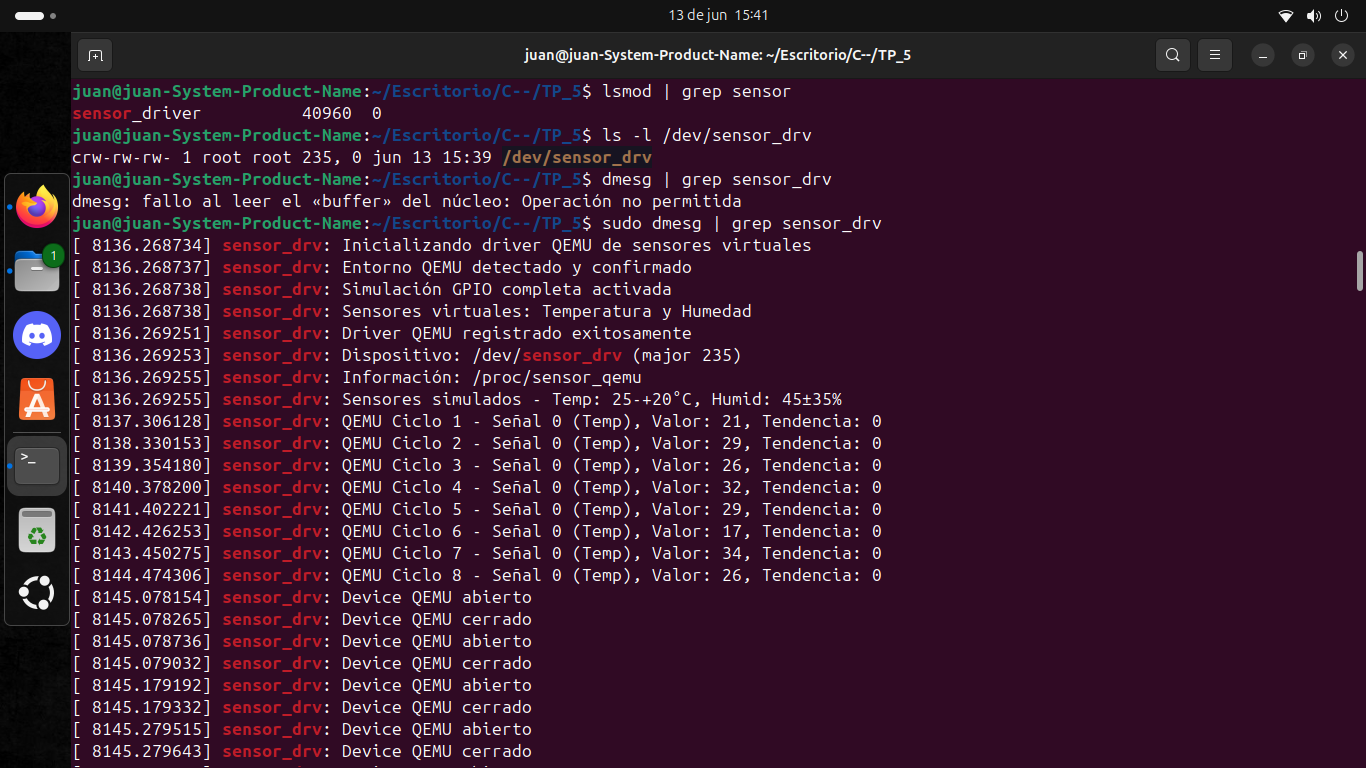 13 de jun 15:41
juan@juan-System-Product-Name: ~/Escritorio/C--/TP_5
juan@juan-System-Product-Name:~/Escritorio/C--/TP_5$ lsmod | grep sensor
sensor_driver 40960 0
juan@juan-System-Product-Name:~/Escritorio/C--/TP_5$ ls -l /dev/sensor_drv
crw-rw-rw- 1 root root 235, 0 jun 13 15:39 /dev/sensor_drv
juan@juan-System-Product-Name:~/Escritorio/C--/TP_5$ dmesg | grep sensor_drv
dmesg: fallo al leer el «buffer» del núcleo: Operación no permitida
juan@juan-System-Product-Name:~/Escritorio/C--/TP_5$ sudo dmesg | grep sensor_drv
[ 8136.268734] sensor_drv: Inicializando driver QEMU de sensores virtuales
[ 8136.268737] sensor_drv: Entorno QEMU detectado y confirmado
[ 8136.268738] sensor_drv: Simulación GPIO completa activada
[ 8136.268738] sensor_drv: Sensores virtuales: Temperatura y Humedad
[ 8136.269251] sensor_drv: Driver QEMU registrado exitosamente
[ 8136.269253] sensor_drv: Dispositivo: /dev/sensor_drv (major 235)
[ 8136.269255] sensor_drv: Información: /proc/sensor_qemu
[ 8136.269255] sensor_drv: Sensores simulados - Temp: 25-+20°C, Humid: 45±35%
[ 8137.306128] sensor_drv: QEMU Ciclo 1 - Señal 0 (Temp), Valor: 21, Tendencia: 0
[ 8138.330153] sensor_drv: QEMU Ciclo 2 - Señal 0 (Temp), Valor: 29, Tendencia: 0
[ 8139.354180] sensor_drv: QEMU Ciclo 3 - Señal 0 (Temp), Valor: 26, Tendencia: 0
[ 8140.378200] sensor_drv: QEMU Ciclo 4 - Señal 0 (Temp), Valor: 32, Tendencia: 0
[ 8141.402221] sensor_drv: QEMU Ciclo 5 - Señal 0 (Temp), Valor: 29, Tendencia: 0
[ 8142.426253] sensor_drv: QEMU Ciclo 6 - Señal 0 (Temp), Valor: 17, Tendencia: 0
[ 8143.450275] sensor_drv: QEMU Ciclo 7 - Señal 0 (Temp), Valor: 34, Tendencia: 0
[ 8144.474306] sensor_drv: QEMU Ciclo 8 - Señal 0 (Temp), Valor: 26, Tendencia: 0
[ 8145.078154] sensor_drv: Device QEMU abierto
[ 8145.078265] sensor_drv: Device QEMU cerrado
[ 8145.078736] sensor_drv: Device QEMU abierto
[ 8145.079032] sensor_drv: Device QEMU cerrado
[ 8145.179192] sensor_drv: Device QEMU abierto
[ 8145.179332] sensor_drv: Device QEMU cerrado
[ 8145.279515] sensor_drv: Device QEMU abierto
[ 8145.279643] sensor_drv: Device QEMU cerrado
1
>_